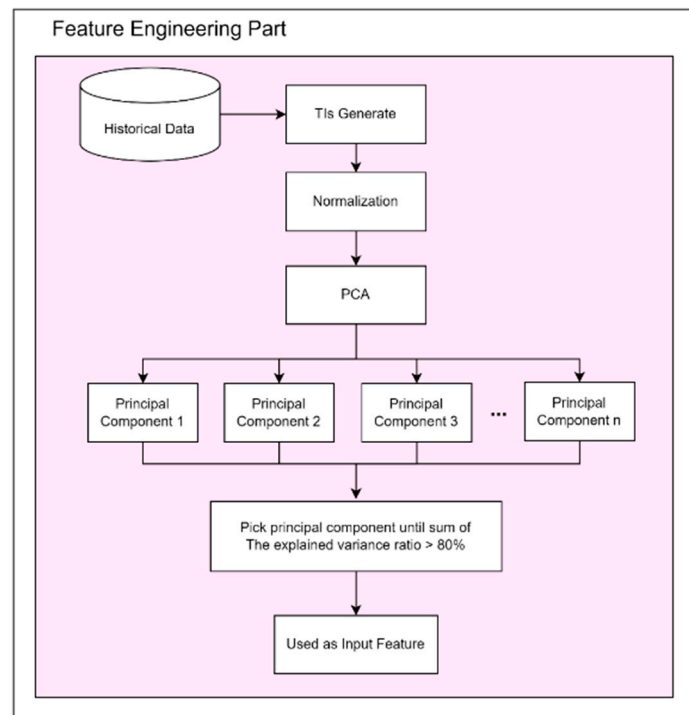 Feature Engineering Part
Historical Data
TIs Generate
Normalization
PCA
Principal
Component 1
Principal
Component 2
Principal
Component 3
...
Principal
Component n
Pick principal component until sum of
The explained variance ratio > 80%
Used as Input Feature